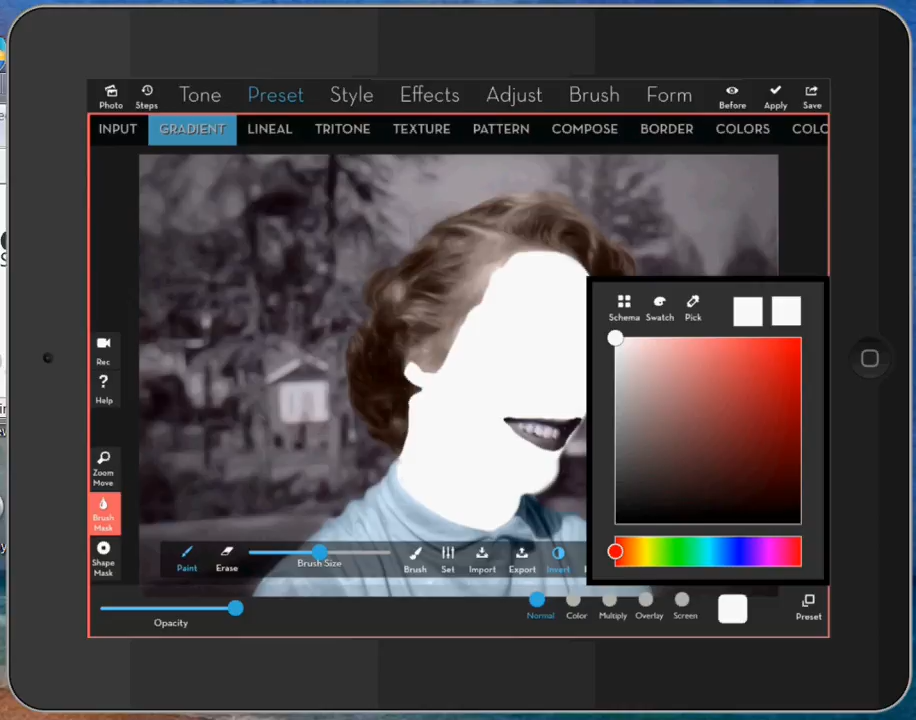 Photo Steps Tone Preset Style Effects Adjust Brush Form Before Apply Save
INPUT GRADIENT LINEAL TRITONE TEXTURE PATTERN COMPOSE BORDER COLORS COLO
Schema Swatch Pick
Rec
Help
Zoom
Move
Brush
Mask
Shape
Mask
Paint Erase Brush Size Brush Set Import Export Invert
Opacity Normal Color Multiply Overlay Screen Preset